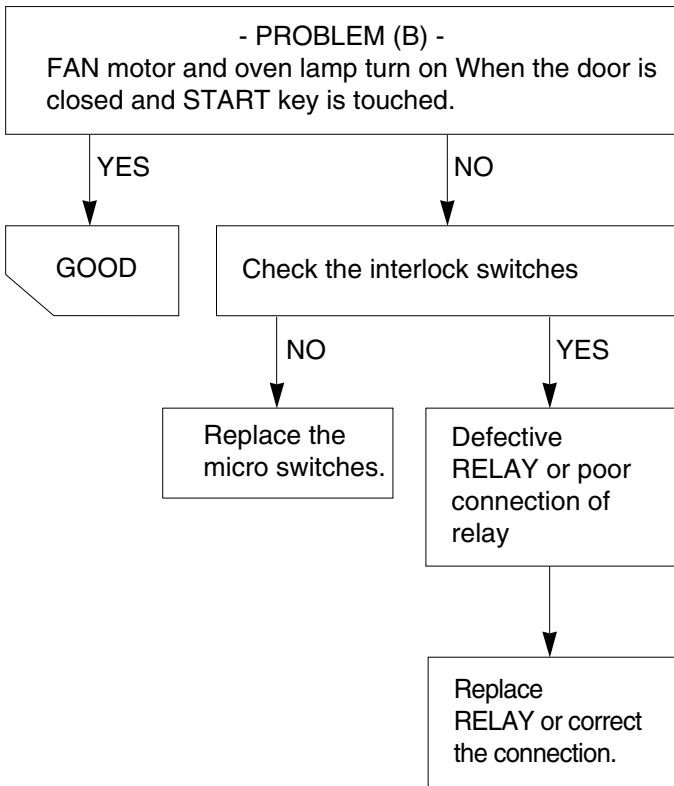 - PROBLEM (B) -
FAN motor and oven lamp turn on When the door is
closed and START key is touched.
YES
NO
GOOD
Check the interlock switches
NO
YES
Replace the
micro switches.
Defective
RELAY or poor
connection of
relay
Replace
RELAY or correct
the connection.